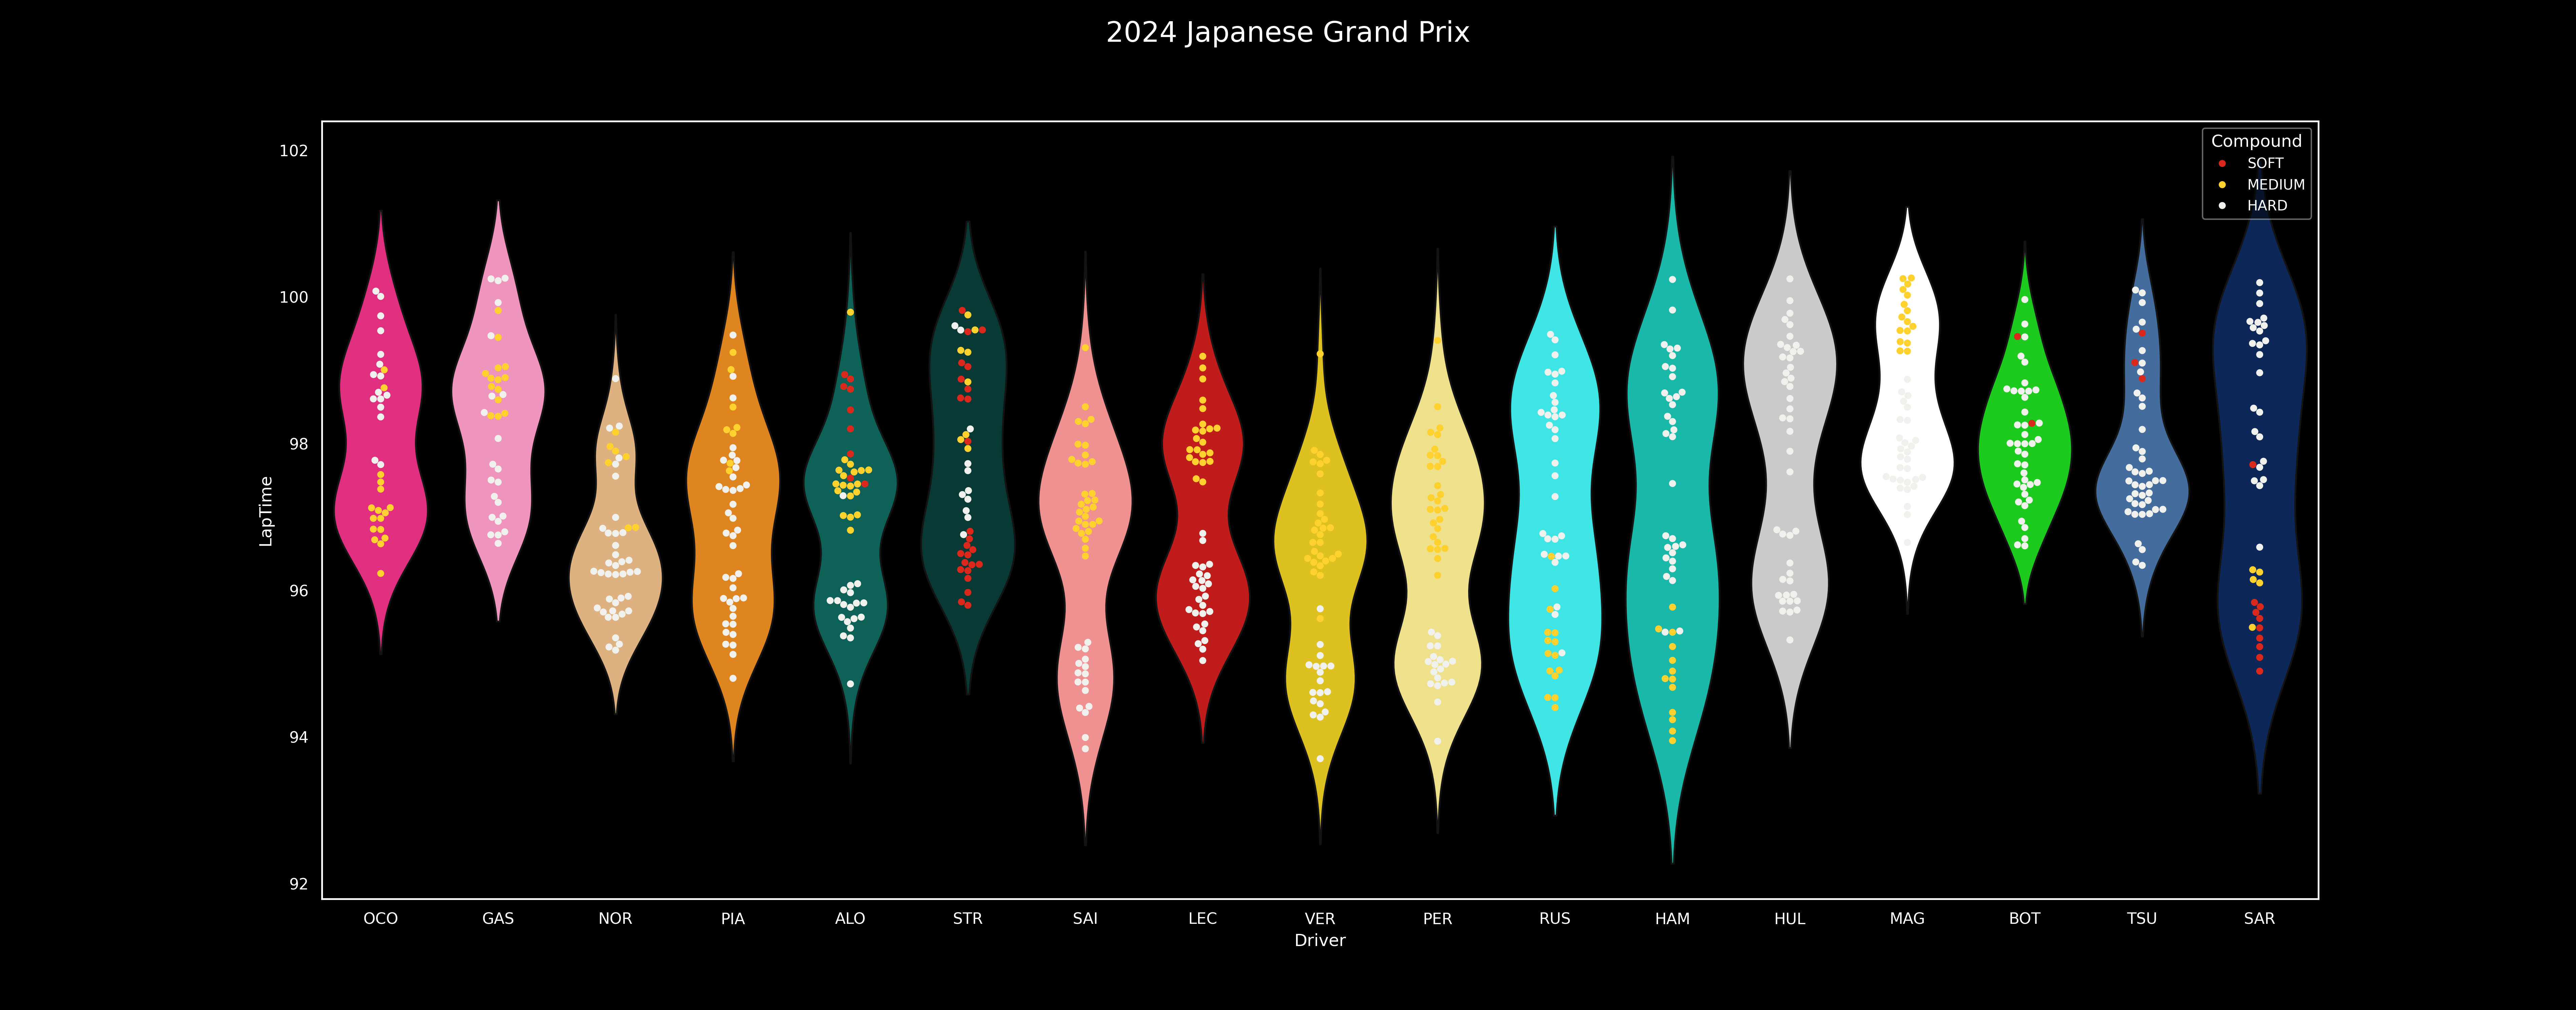 2024 Japanese Grand Prix
Compound
SOFT
MEDIUM
HARD
LapTime
102
100
98
96
94
92
OCO GAS NOR PIA ALO STR SAI LEC VER PER RUS HAM HUL MAG BOT TSU SAR
Driver